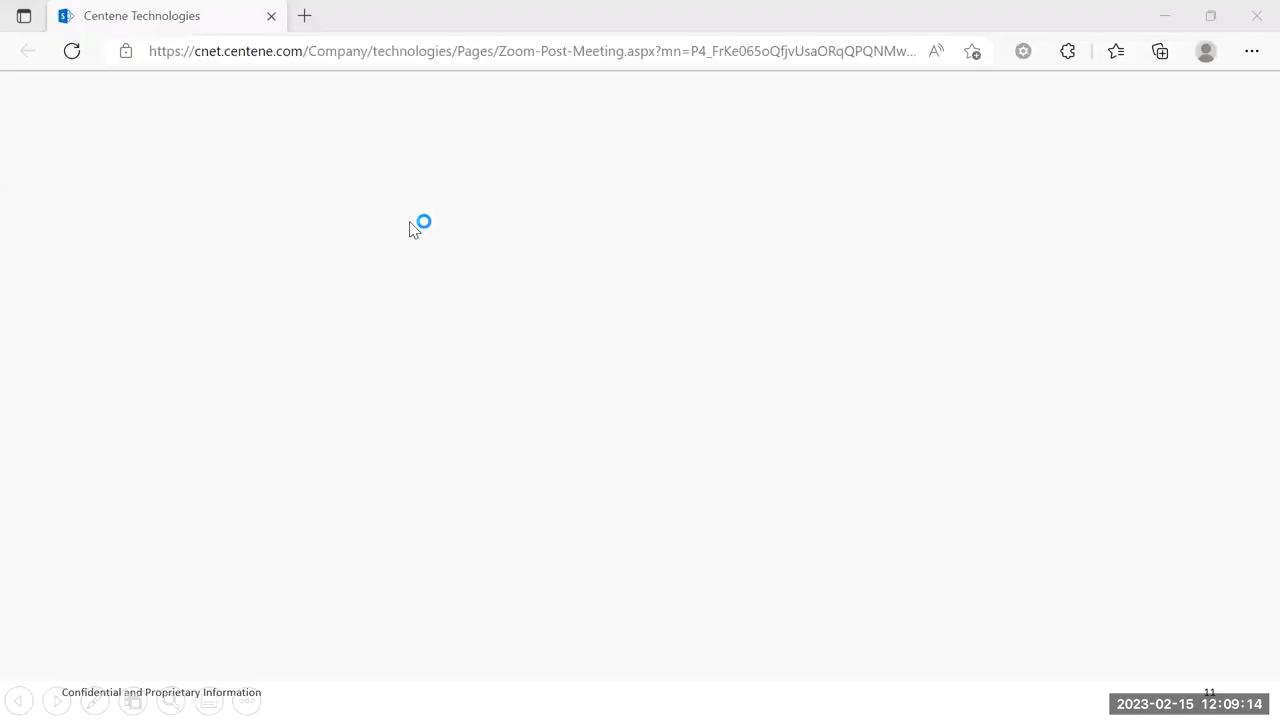 Centene Technologies
https://cnet.centene.com/Company/technologies/Pages/Zoom-Post-Meeting.aspx?mn=P4_FrKe065oQfjvUsaORqQPQNMw...
Confidential and Proprietary Information
11
2023-02-15 12:09:14